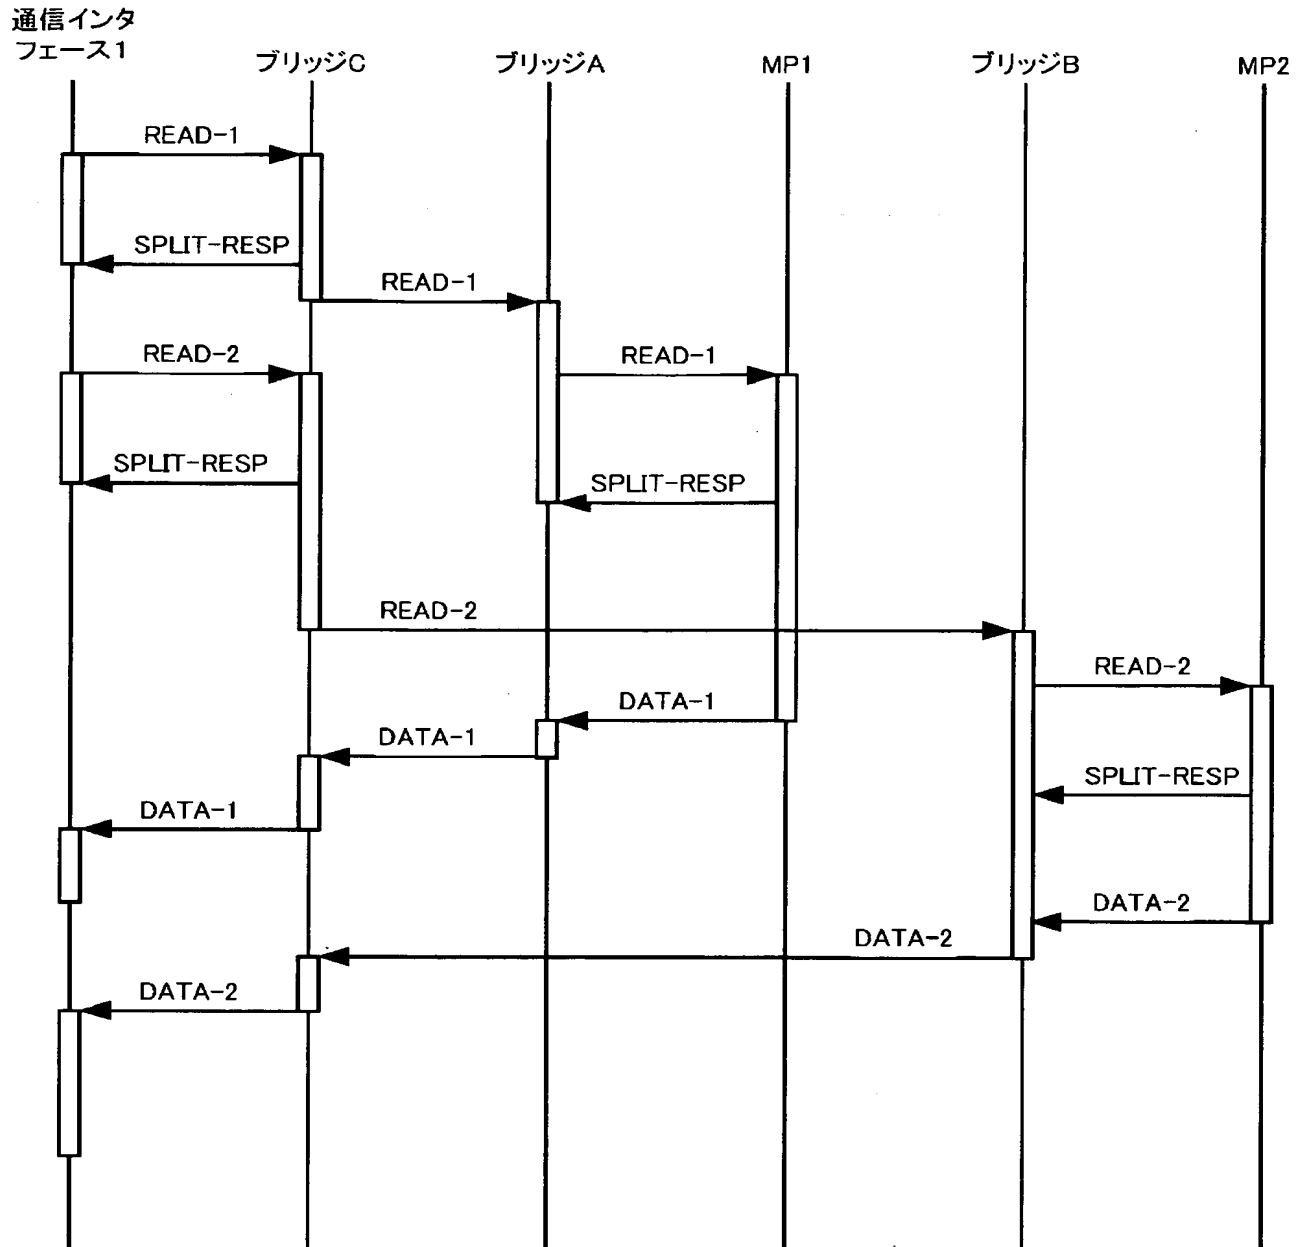 通信インタ
フェース1
ブリッジC
ブリッジA
MP1
ブリッジB
MP2
READ-1
SPLIT-RESP
READ-1
READ-2
READ-1
SPLIT-RESP
SPLIT-RESP
READ-2
READ-2
DATA-1
DATA-1
SPLIT-RESP
DATA-1
DATA-2
DATA-2
DATA-2